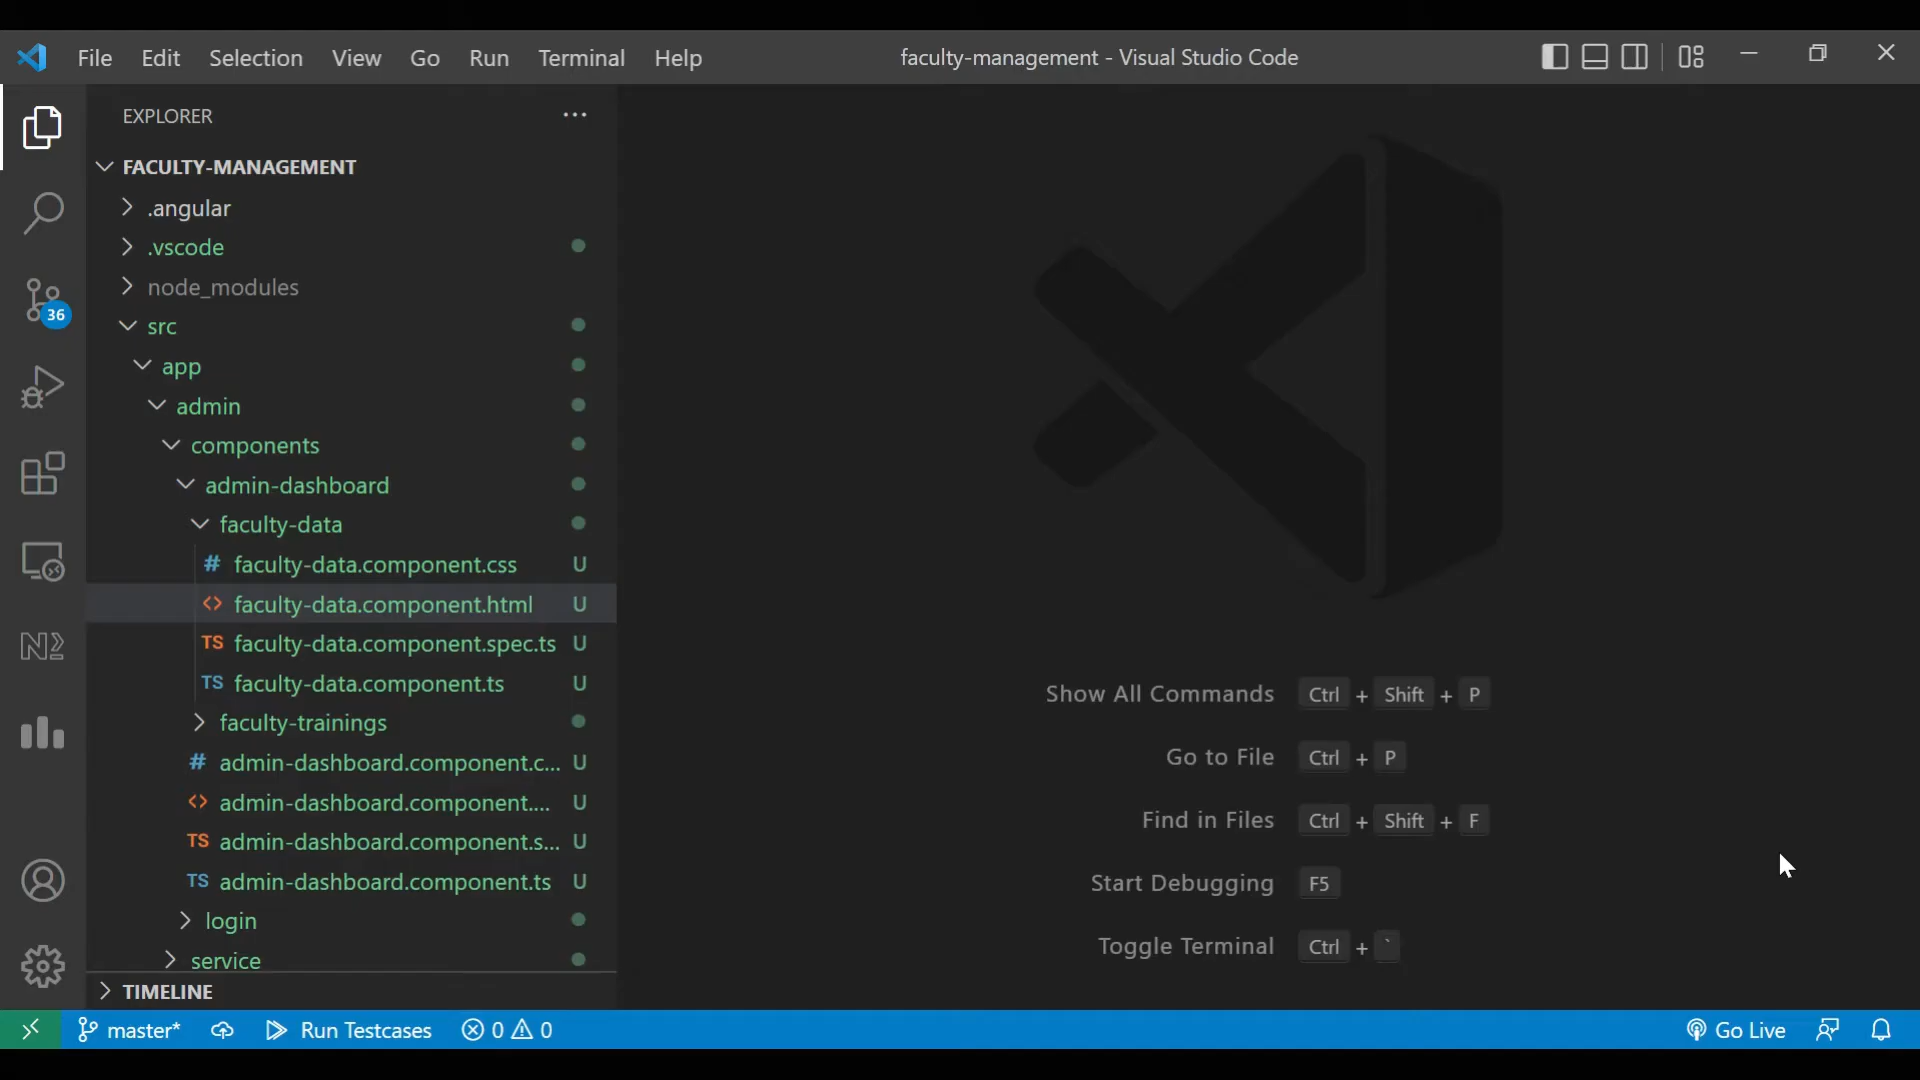 File Edit Selection View Go Run Terminal Help faculty-management - Visual Studio Code
EXPLORER
FACULTY-MANAGEMENT
.angular
.vscode
node_modules
36
src
app
admin
components
admin-dashboard
faculty-data
# faculty-data.component.css U
<> faculty-data.component.html U
TS faculty-data.component.spec.ts U
TS faculty-data.component.ts U
faculty-trainings
# admin-dashboard.component.c... U
<> admin-dashboard.component.... U
TS admin-dashboard.component.s... U
TS admin-dashboard.component.ts U
login
service
TIMELINE
Show All Commands Ctrl + Shift + P
Go to File Ctrl + P
Find in Files Ctrl + Shift + F
Start Debugging F5
Toggle Terminal Ctrl + `
master* Run Testcases 0 0 Go Live